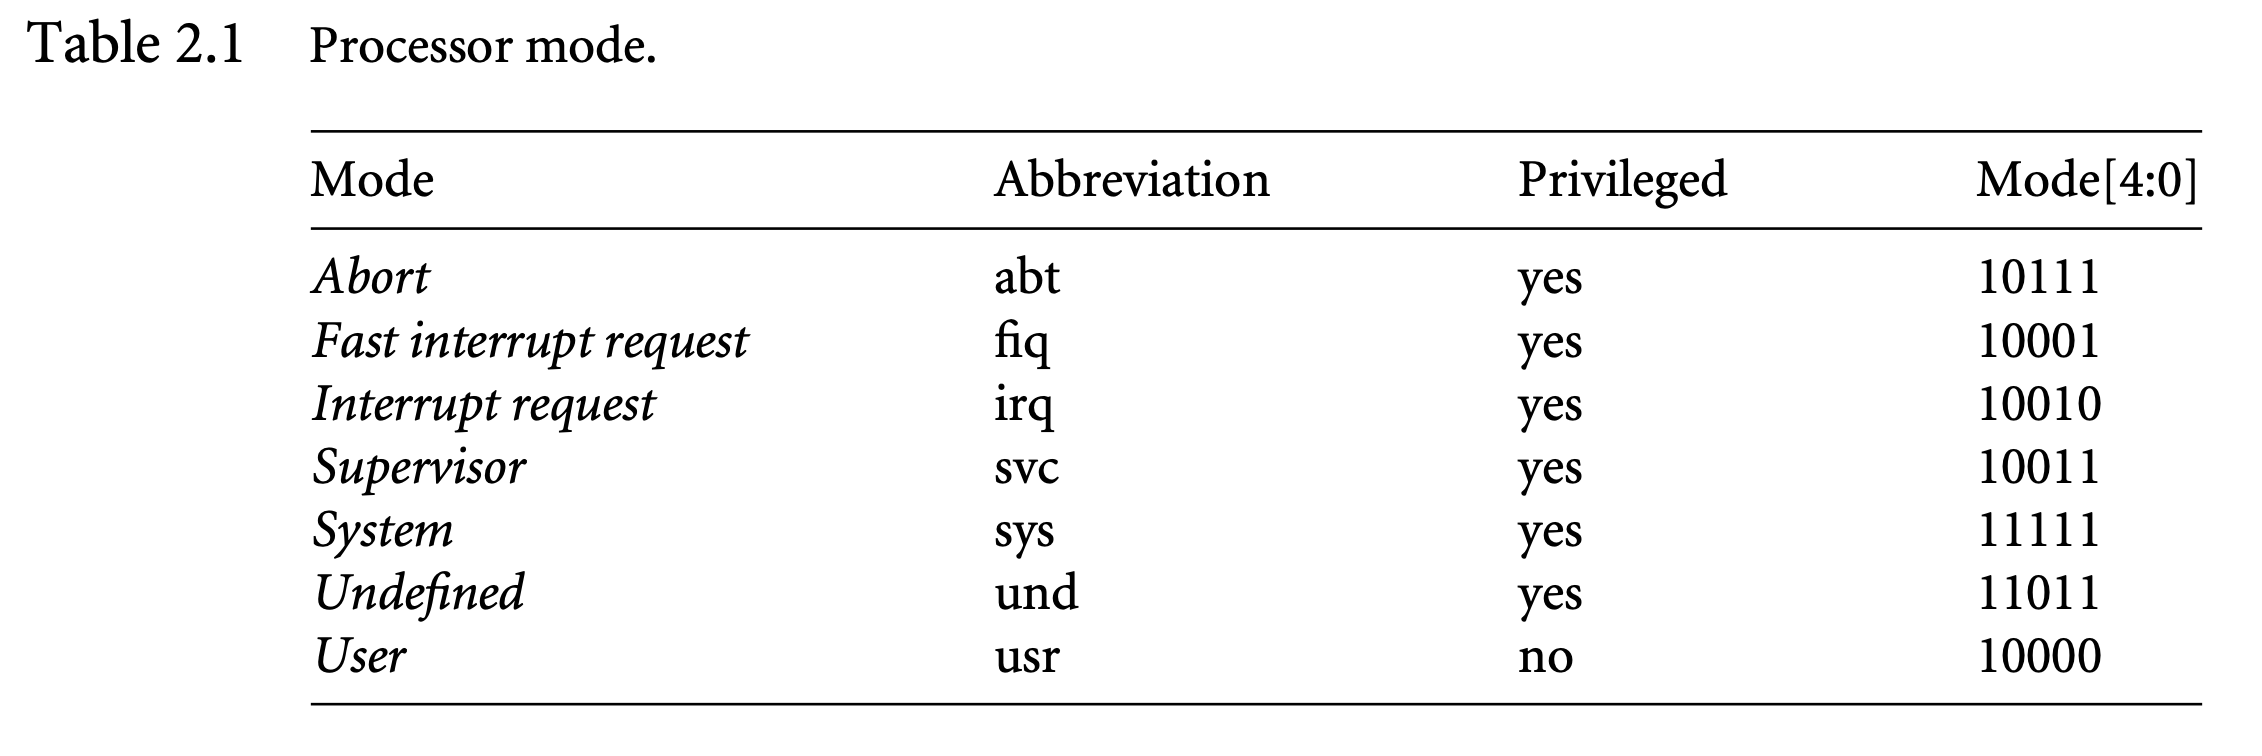 Table 2.1 Processor mode.
Mode Abbreviation Privileged Mode[4:0]
Abort abt yes 10111
Fast interrupt request fiq yes 10001
Interrupt request irq yes 10010
Supervisor svc yes 10011
System sys yes 11111
Undefined und yes 11011
User usr no 10000